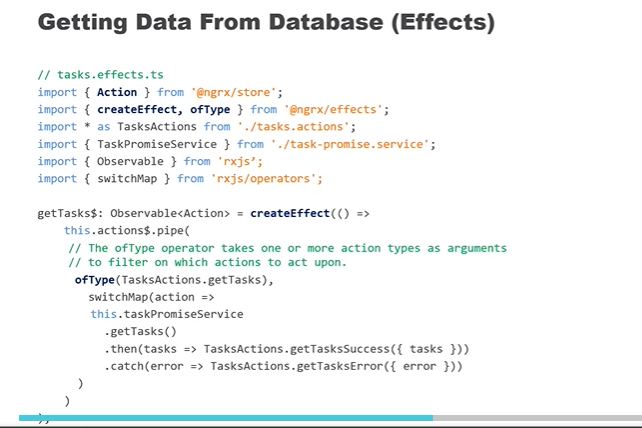 Getting Data From Database (Effects)
// tasks.effects.ts
import { Action } from '@ngrx/store';
import { createEffect, ofType } from '@ngrx/effects';
import * as TasksActions from './tasks.actions';
import { TaskPromiseService } from './task-promise.service';
import { Observable } from 'rxjs’;
import { switchMap } from 'rxjs/operators';
getTasks$: Observable<Action> = createEffect(() =>
this.actions$.pipe(
// The ofType operator takes one or more action types as arguments
// to filter on which actions to act upon.
ofType(TasksActions.getTasks),
switchMap(action =>
this.taskPromiseService
.getTasks()
.then(tasks => TasksActions.getTasksSuccess({ tasks }))
.catch(error => TasksActions.getTasksError({ error }))
)
)
);